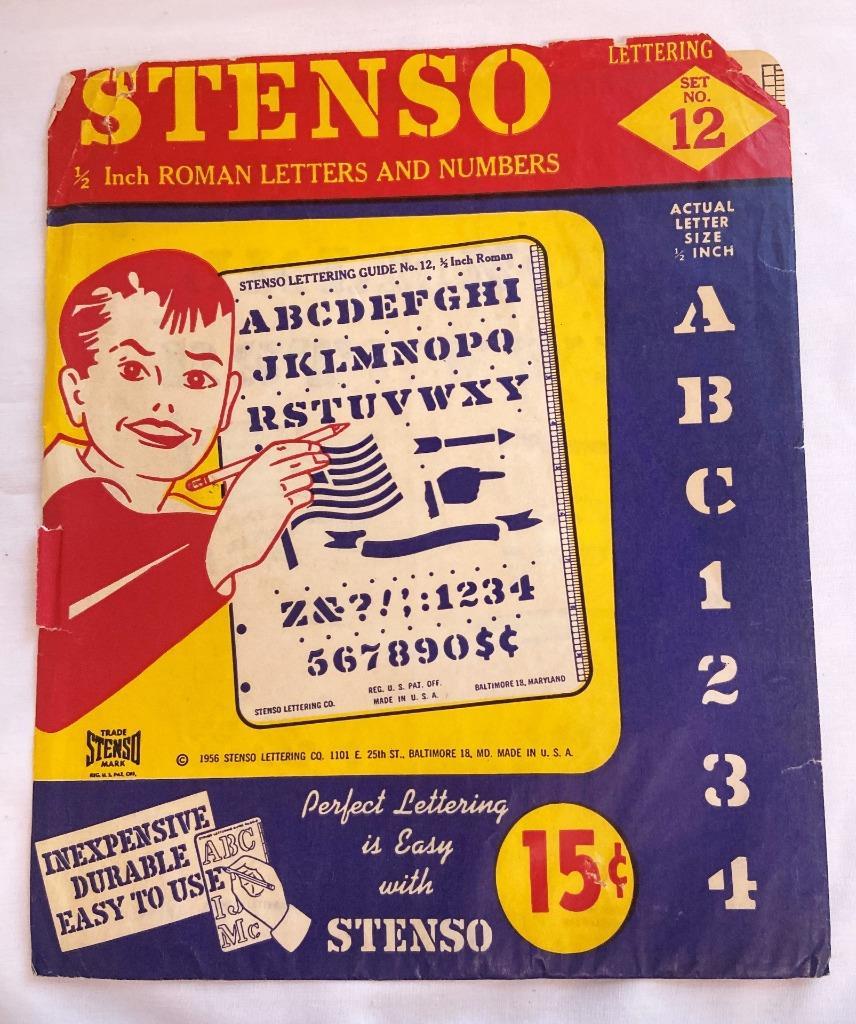 STENSO
LETTERING
SET
NO.
12
½ Inch ROMAN LETTERS AND NUMBERS
ACTUAL
LETTER
SIZE
½ INCH
A
B
C
1
2
3
4
STENSO LETTERING GUIDE No. 12, ½ Inch Roman
ABCDEFGHI
JKLMNOPQ
RSTUVWXY
Z&?!';:1234
567890$¢
STENSO LETTERING CO.
REG. U. S. PAT. OFF.
MADE IN U. S. A.
BALTIMORE 18, MARYLAND
TRADE
STENSO
MARK
REG. U. S. PAT. OFF.
© 1956 STENSO LETTERING CO. 1101 E. 25th ST., BALTIMORE 18, MD. MADE IN U. S. A.
INEXPENSIVE
DURABLE
EASY TO USE
ABC
IJ
Mc
Perfect Lettering
is Easy
with
STENSO
15¢